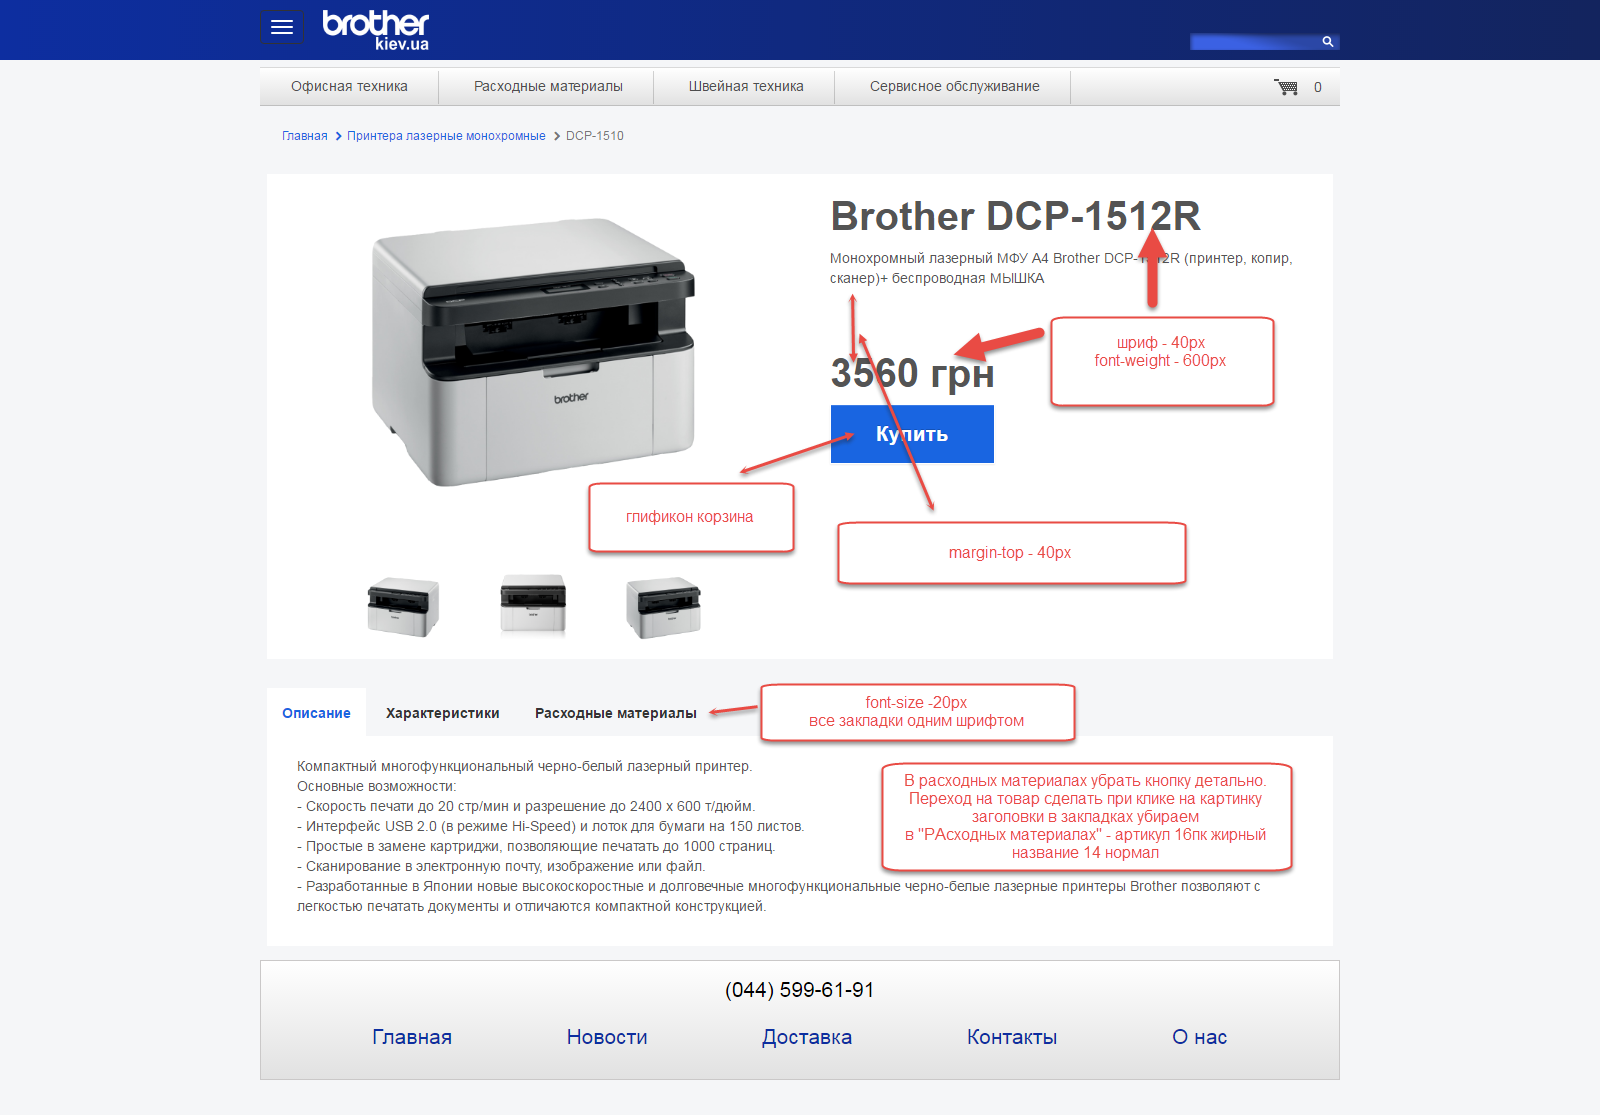 brother
kiev.ua
Офисная техника
Расходные материалы
Швейная техника
Сервисное обслуживание
0
Главная
Принтера лазерные монохромные
DCP-1510
Brother DCP-1512R
Монохромный лазерный МФУ А4 Brother DCP-1512R (принтер, копир,
сканер)+ беспроводная МЫШКА
шриф - 40px
font-weight - 600px
3560 грн
Купить
brother
глификон корзина
margin-top - 40px
Описание
Характеристики
Расходные материалы
font-size -20px
все закладки одним шрифтом
Компактный многофункциональный черно-белый лазерный принтер.
Основные возможности:
- Скорость печати до 20 стр/мин и разрешение до 2400 x 600 т/дюйм.
- Интерфейс USB 2.0 (в режиме Hi-Speed) и лоток для бумаги на 150 листов.
- Простые в замене картриджи, позволяющие печатать до 1000 страниц.
- Сканирование в электронную почту, изображение или файл.
- Разработанные в Японии новые высокоскоростные и долговечные многофункциональные черно-белые лазерные принтеры Brother позволяют с
легкостью печатать документы и отличаются компактной конструкцией.
В расходных материалах убрать кнопку детально.
Переход на товар сделать при клике на картинку
заголовки в закладках убираем
в "РАсходных материалах" - артикул 16пк жирный
название 14 нормал
(044) 599-61-91
Главная
Новости
Доставка
Контакты
О нас